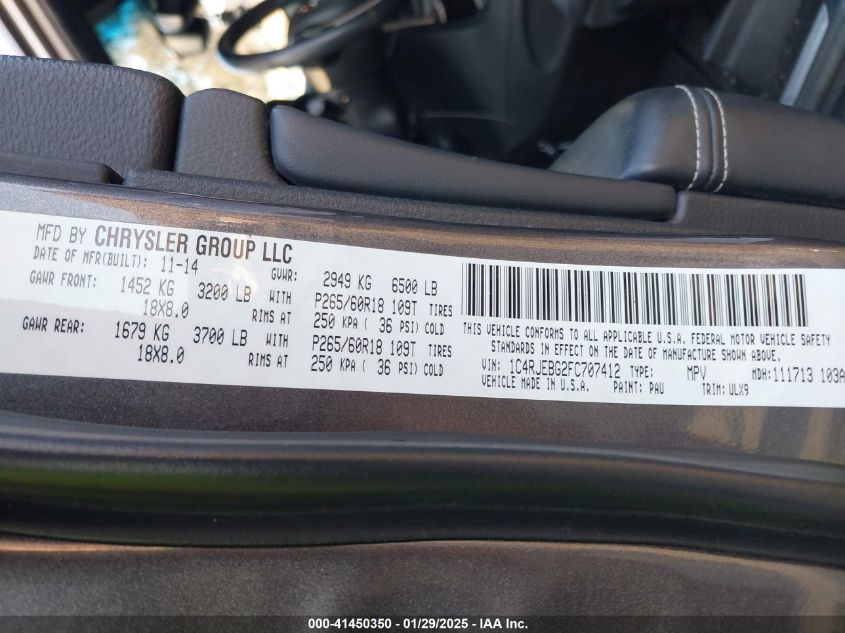 MFD BY CHRYSLER GROUP LLC
DATE OF MFR(BUILT): 11-14 GVWR: 2949 KG 6500 LB
GAWR FRONT: 1452 KG 3200 LB WITH P265/60R18 109T TIRES
18X8.0 RIMS AT 250 KPA ( 36 PSI) COLD
GAWR REAR: 1679 KG 3700 LB WITH P265/60R18 109T TIRES
18X8.0 RIMS AT 250 KPA ( 36 PSI) COLD
THIS VEHICLE CONFORMS TO ALL APPLICABLE U.S.A. FEDERAL MOTOR VEHICLE SAFETY
STANDARDS IN EFFECT ON THE DATE OF MANUFACTURE SHOWN ABOVE.
VIN: 1C4RJEBG2FC707412 TYPE: MPV MDH:111713 103A
VEHICLE MADE IN U.S.A. PAINT: PAU TRIM: ULX9
000-41450350 - 01/29/2025 - IAA Inc.